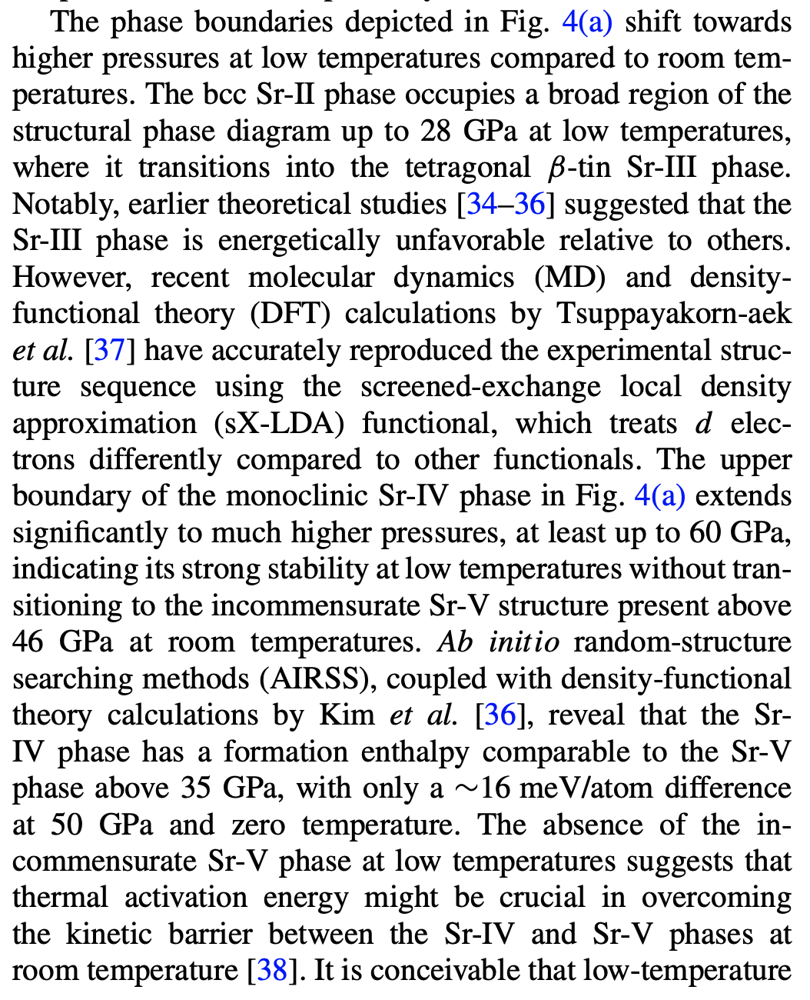 The phase boundaries depicted in Fig. 4(a) shift towards
higher pressures at low temperatures compared to room tem-
peratures. The bcc Sr-II phase occupies a broad region of the
structural phase diagram up to 28 GPa at low temperatures,
where it transitions into the tetragonal β-tin Sr-III phase.
Notably, earlier theoretical studies [34–36] suggested that the
Sr-III phase is energetically unfavorable relative to others.
However, recent molecular dynamics (MD) and density-
functional theory (DFT) calculations by Tsuppayakorn-aek
et al. [37] have accurately reproduced the experimental struc-
ture sequence using the screened-exchange local density
approximation (sX-LDA) functional, which treats d elec-
trons differently compared to other functionals. The upper
boundary of the monoclinic Sr-IV phase in Fig. 4(a) extends
significantly to much higher pressures, at least up to 60 GPa,
indicating its strong stability at low temperatures without tran-
sitioning to the incommensurate Sr-V structure present above
46 GPa at room temperatures. Ab initio random-structure
searching methods (AIRSS), coupled with density-functional
theory calculations by Kim et al. [36], reveal that the Sr-
IV phase has a formation enthalpy comparable to the Sr-V
phase above 35 GPa, with only a ∼16 meV/atom difference
at 50 GPa and zero temperature. The absence of the in-
commensurate Sr-V phase at low temperatures suggests that
thermal activation energy might be crucial in overcoming
the kinetic barrier between the Sr-IV and Sr-V phases at
room temperature [38]. It is conceivable that low-temperature